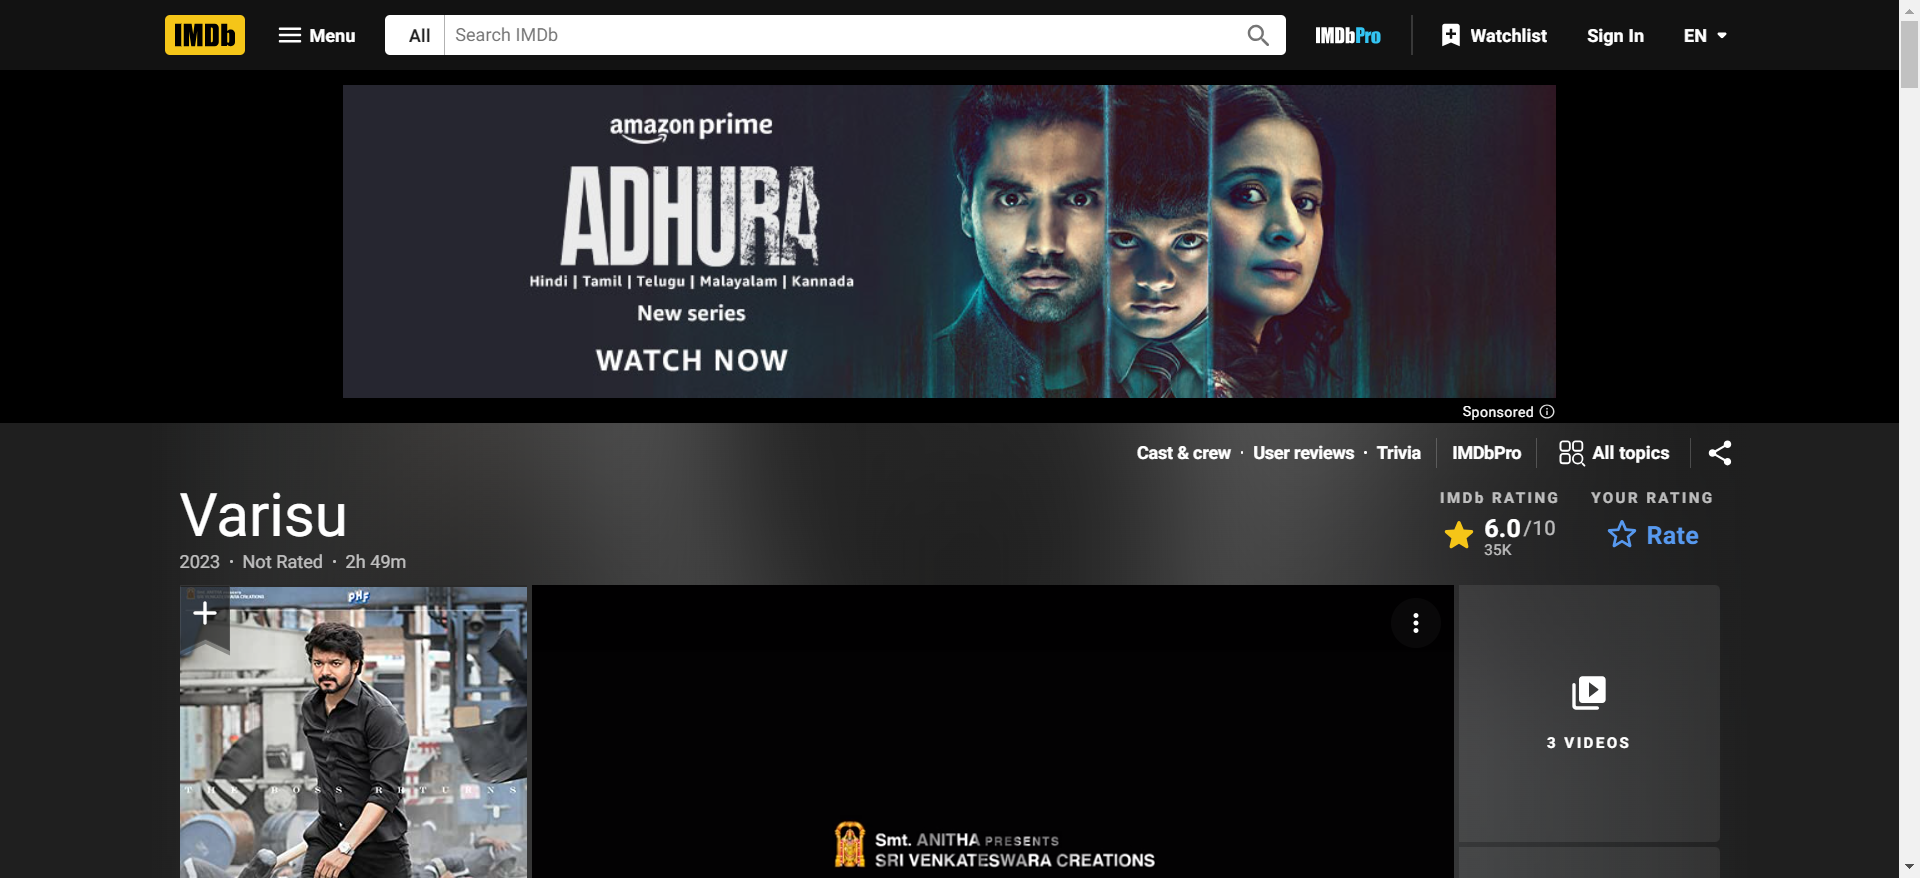 IMDb Menu All Search IMDb IMDbPro Watchlist Sign In EN
amazon prime
ADHURA
Hindi | Tamil | Telugu | Malayalam | Kannada
New series
WATCH NOW
Sponsored
Cast & crew · User reviews · Trivia IMDbPro All topics
Varisu
IMDb RATING YOUR RATING
6.0/10 Rate
35K
2023 · Not Rated · 2h 49m
PHF
THE BOSS RETURNS
3 VIDEOS
Smt. ANITHA PRESENTS
SRI VENKATESWARA CREATIONS